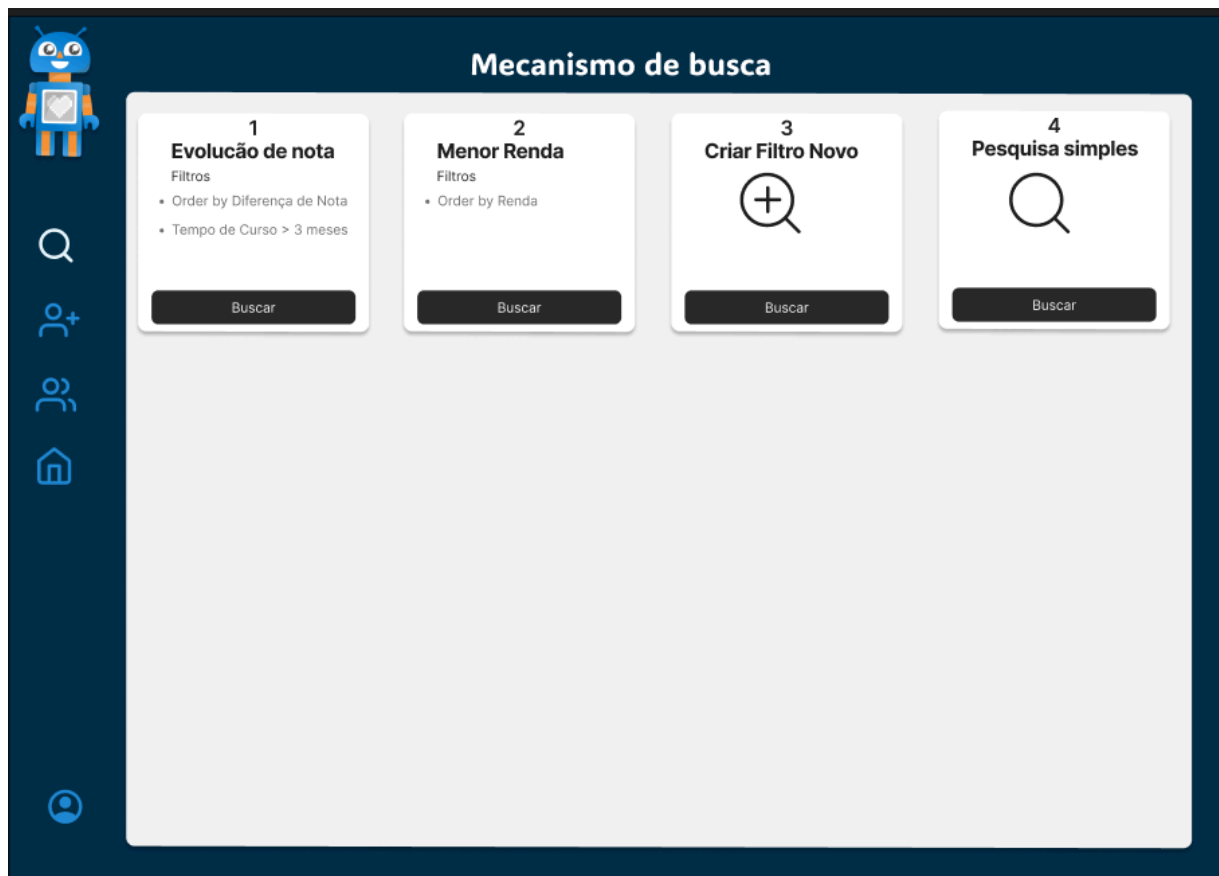 Mecanismo de busca
1
Evolucão de nota
Filtros
• Order by Diferença de Nota
• Tempo de Curso > 3 meses
Buscar
2
Menor Renda
Filtros
• Order by Renda
Buscar
3
Criar Filtro Novo
Buscar
4
Pesquisa simples
Buscar